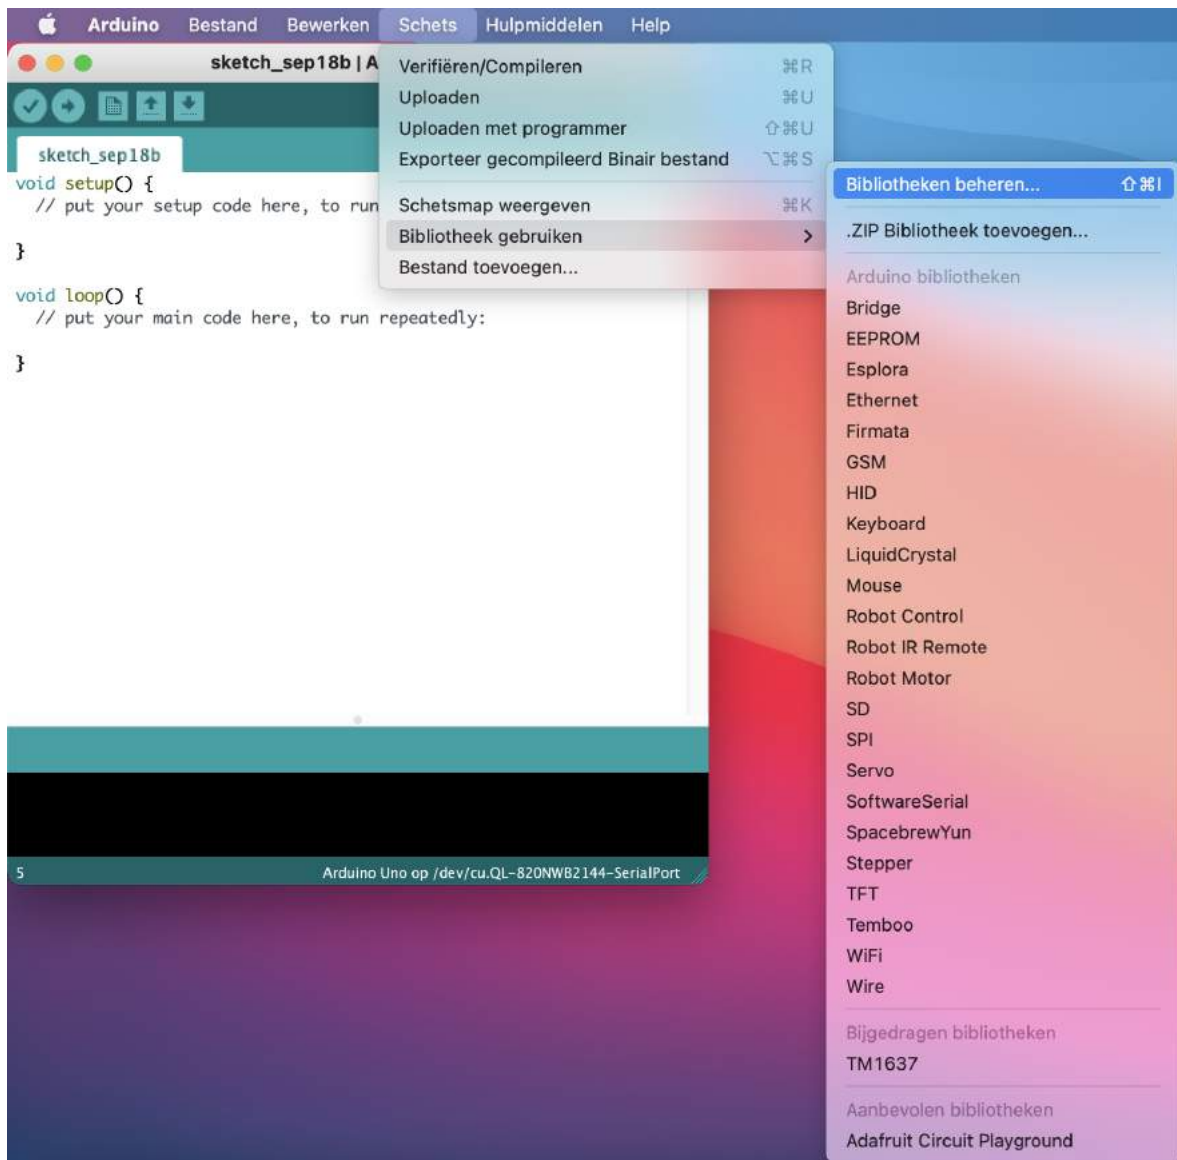 Arduino Bestand Bewerken Schets Hulpmiddelen Help
sketch_sep18b | A
sketch_sep18b
void setup() {
// put your setup code here, to run
}
void loop() {
// put your main code here, to run repeatedly:
}
5
Arduino Uno op /dev/cu.QL-820NWB2144-SerialPort
Verifiëren/Compileren ⌘R
Uploaden ⌘U
Uploaden met programmer ⇧⌘U
Exporteer gecompileerd Binair bestand ⌥⌘S
Schetsmap weergeven ⌘K
Bibliotheek gebruiken
Bestand toevoegen...
Bibliotheken beheren... ⇧⌘I
.ZIP Bibliotheek toevoegen...
Arduino bibliotheken
Bridge
EEPROM
Esplora
Ethernet
Firmata
GSM
HID
Keyboard
LiquidCrystal
Mouse
Robot Control
Robot IR Remote
Robot Motor
SD
SPI
Servo
SoftwareSerial
SpacebrewYun
Stepper
TFT
Temboo
WiFi
Wire
Bijgedragen bibliotheken
TM1637
Aanbevolen bibliotheken
Adafruit Circuit Playground